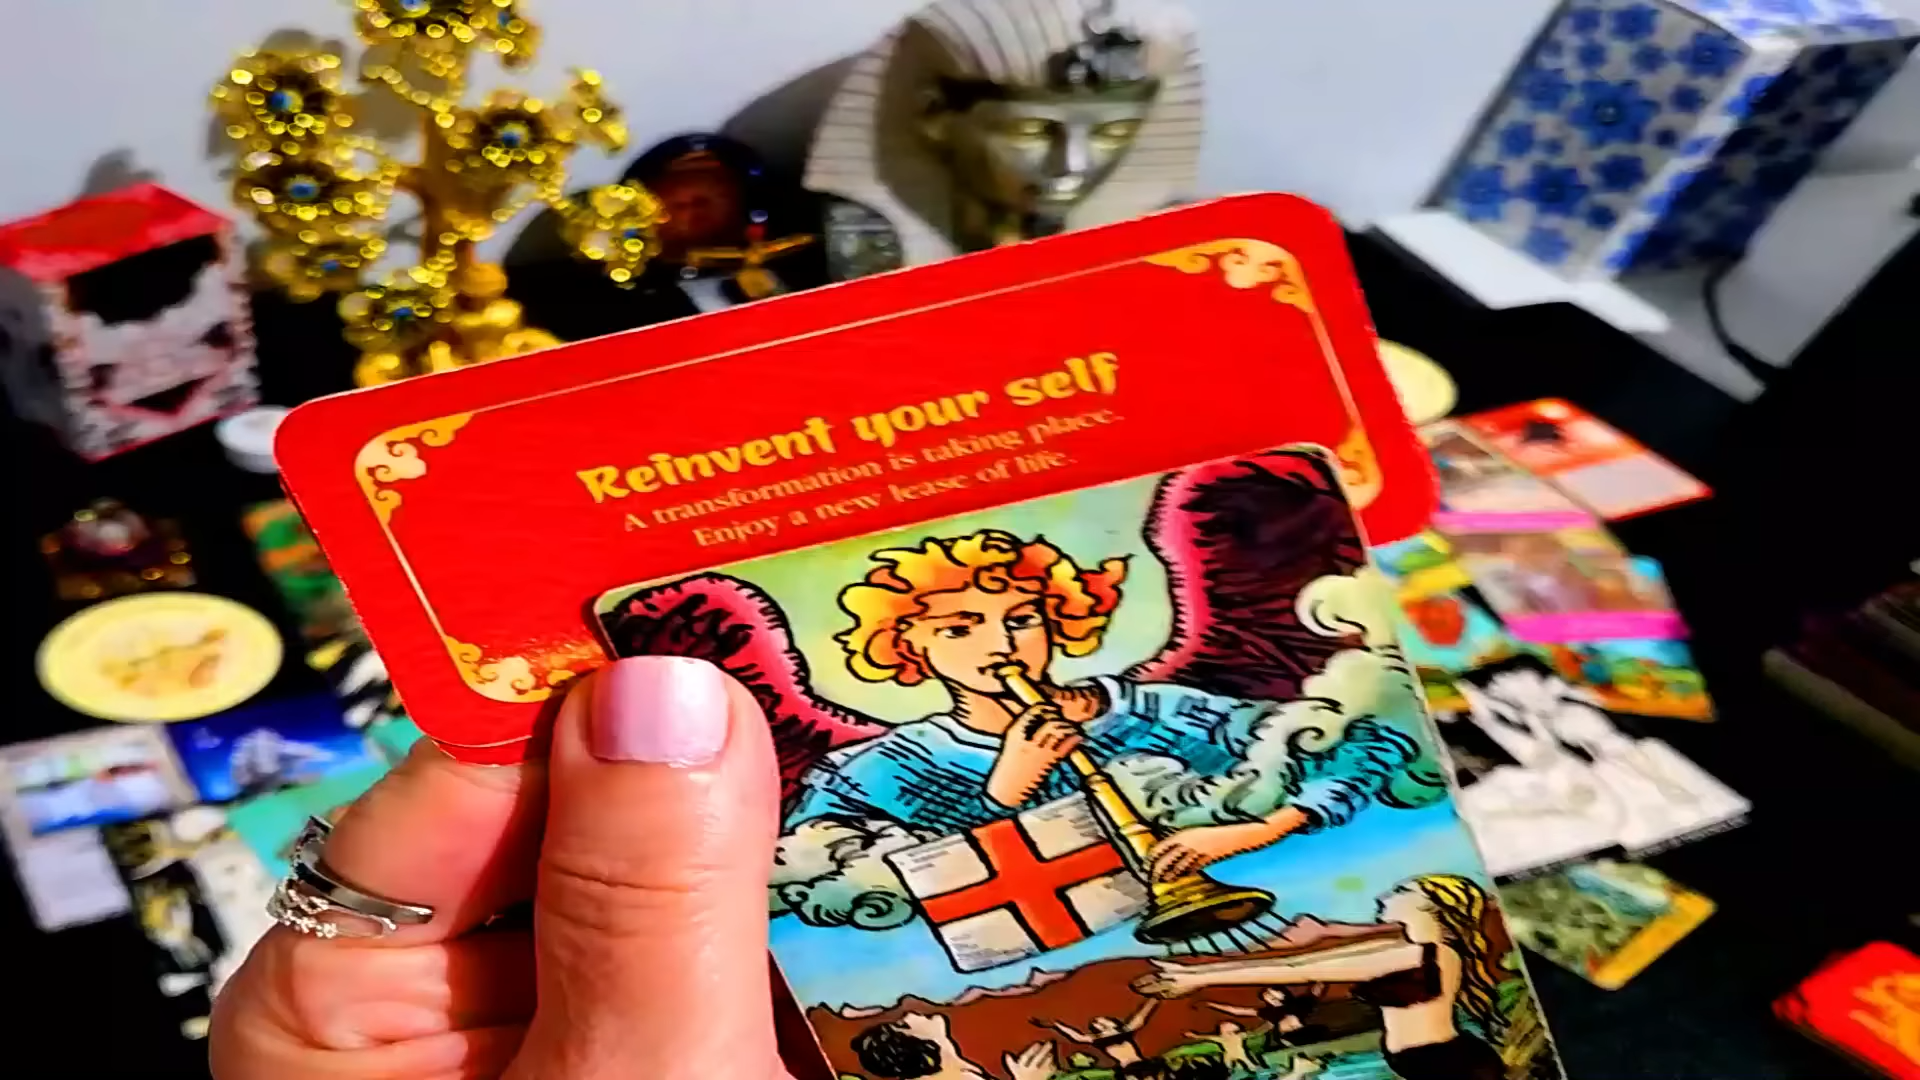 Reinvent your self
A transformation is taking place.
Enjoy a new lease of life.